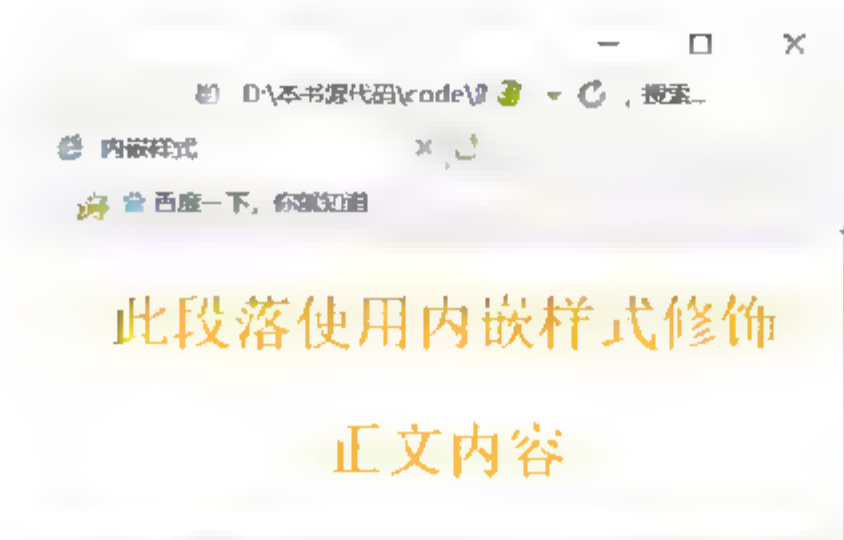 D:\本书源代码\code\
搜索...
内嵌样式
百度一下，你就知道
此段落使用内嵌样式修饰
正文内容